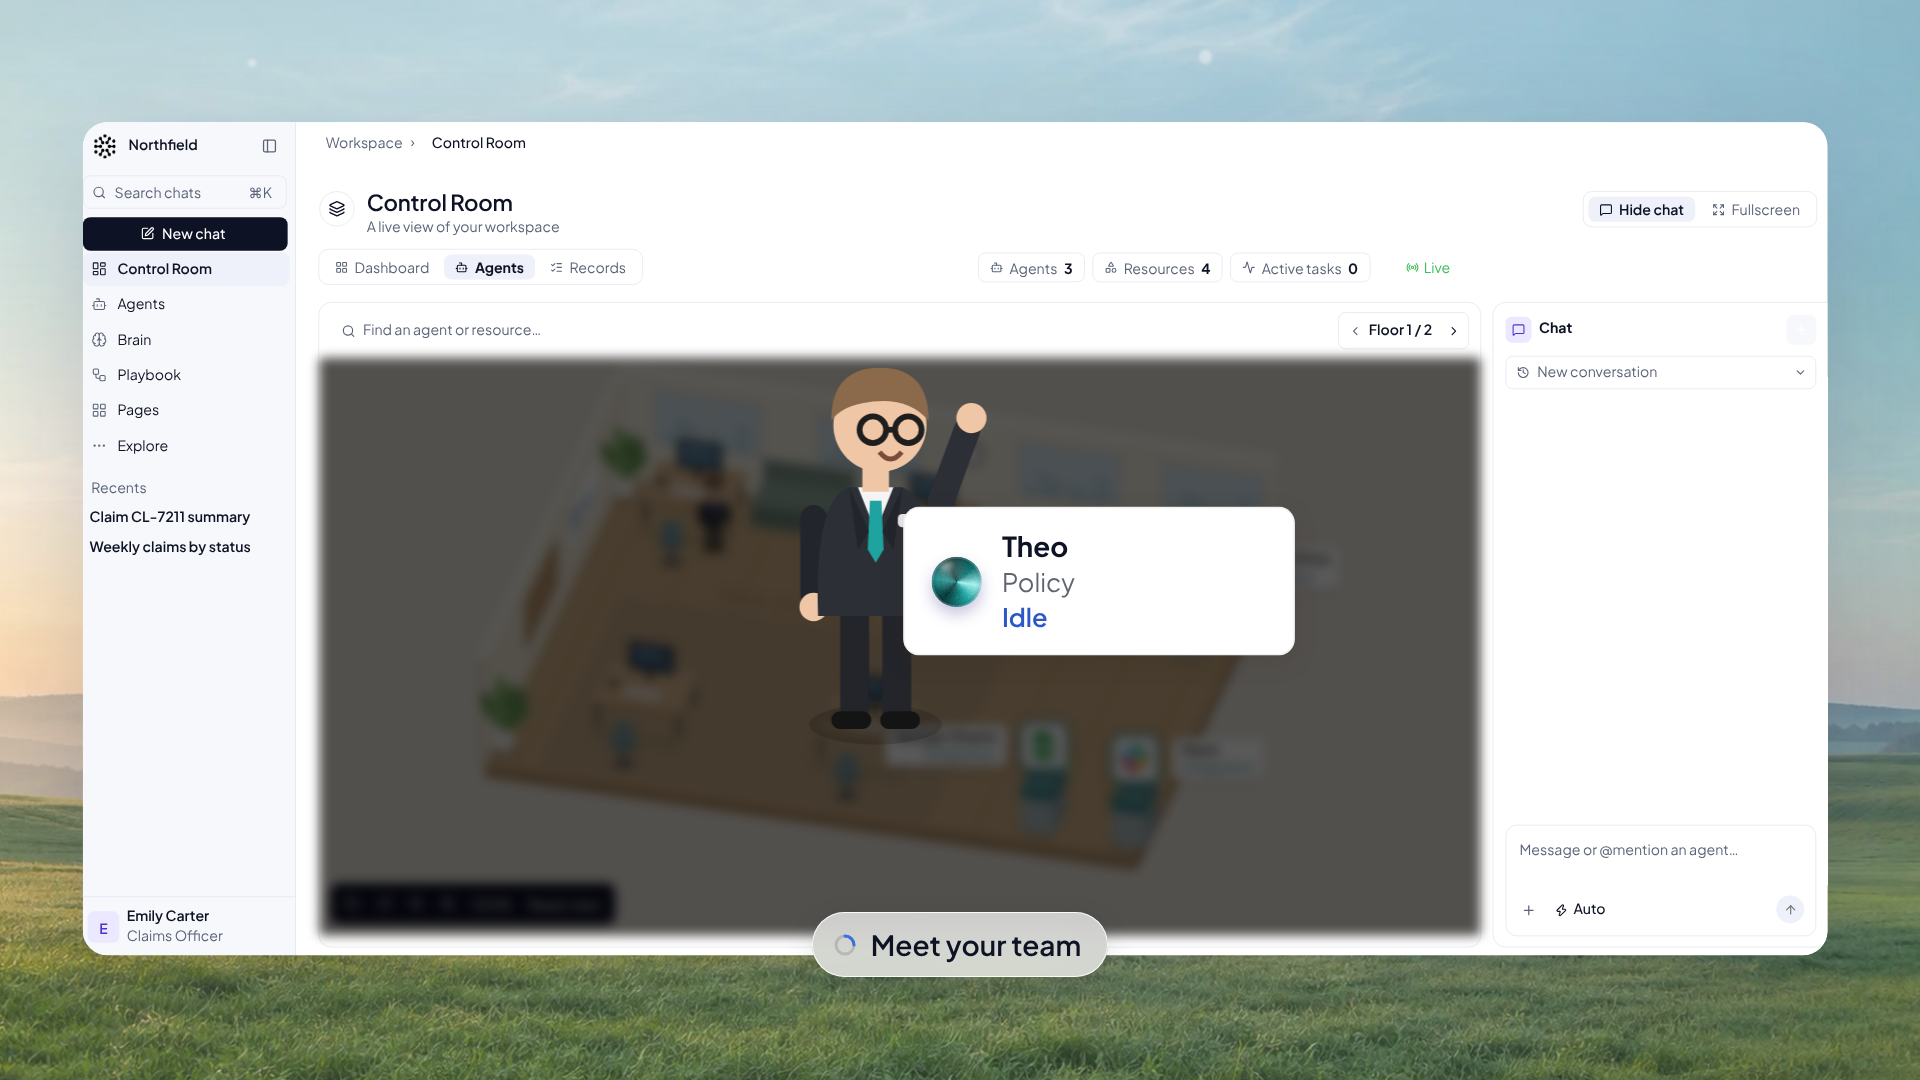 Northfield
Search chats ⌘K
New chat
Control Room
Agents
Brain
Playbook
Pages
Explore
Recents
Claim CL-7211 summary
Weekly claims by status
E
Emily Carter
Claims Officer
Workspace › Control Room
Control Room
A live view of your workspace
Hide chat
Fullscreen
Dashboard
Agents
Records
Agents 3
Resources 4
Active tasks 0
Live
Find an agent or resource...
Floor 1 / 2
Theo
Policy
Idle
Meet your team
Chat
New conversation
Message or @mention an agent...
Auto